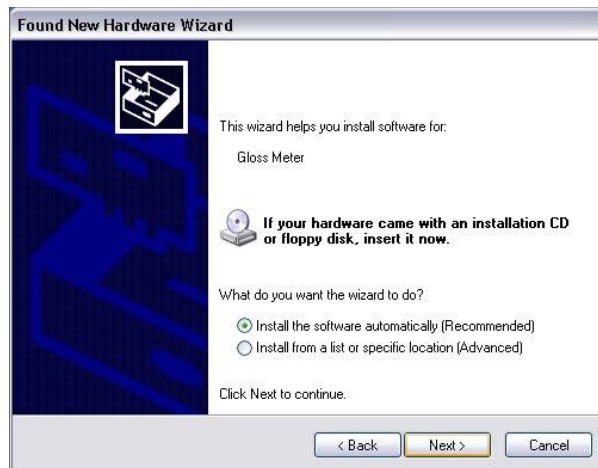 Found New Hardware Wizard
This wizard helps you install software for:
Gloss Meter
If your hardware came with an installation CD
or floppy disk, insert it now.
What do you want the wizard to do?
Install the software automatically (Recommended)
Install from a list or specific location (Advanced)
Click Next to continue.
< Back Next > Cancel